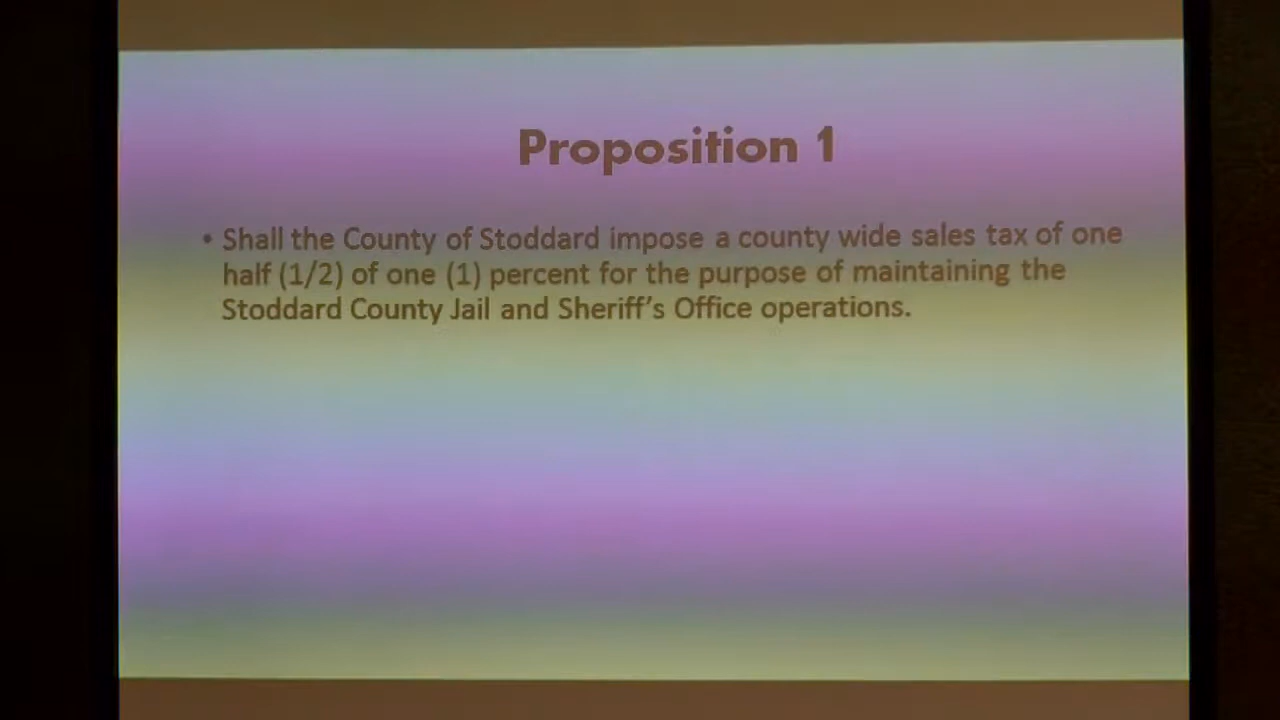 Proposition 1
• Shall the County of Stoddard impose a county wide sales tax of one
half (1/2) of one (1) percent for the purpose of maintaining the
Stoddard County Jail and Sheriff's Office operations.